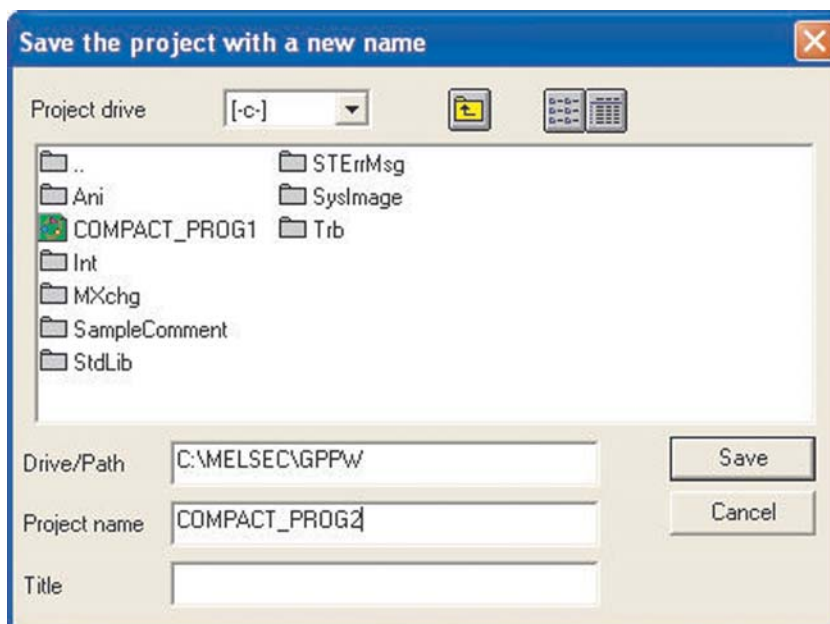 Save the project with a new name
Project drive
[-c-]
..
STErrMsg
Ani
SysImage
COMPACT_PROG1
Trb
Int
MXchg
SampleComment
StdLib
Drive/Path
C:\MELSEC\GPPW
Save
Project name
COMPACT_PROG2
Cancel
Title